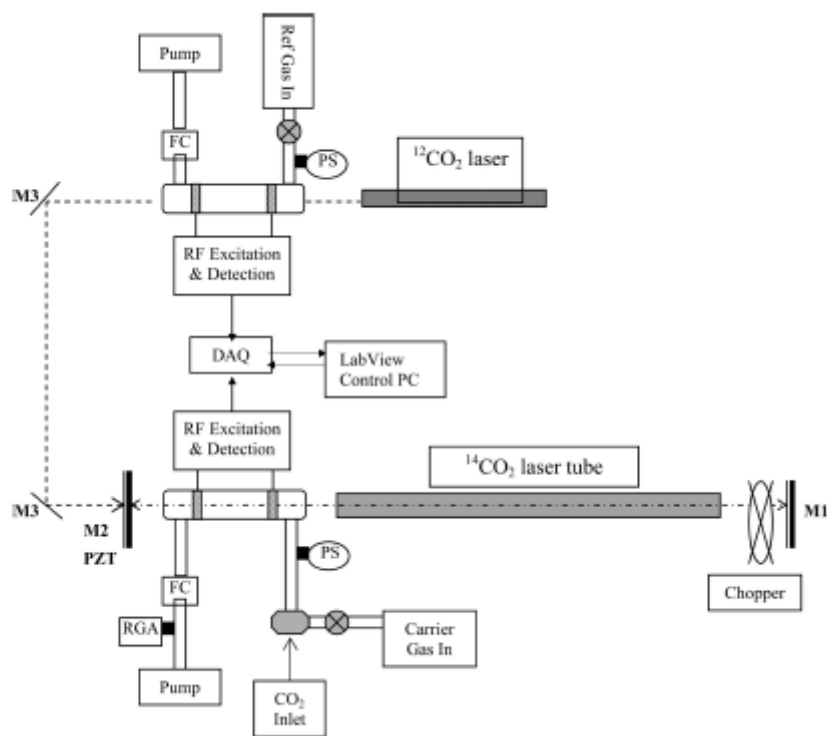 Pump
Ref Gas In
FC
PS
¹²CO₂ laser
M3
RF Excitation
& Detection
DAQ
LabView
Control PC
RF Excitation
& Detection
¹⁴CO₂ laser tube
M3
M2
PZT
M1
PS
FC
Chopper
RGA
Carrier
Gas In
Pump
CO₂
Inlet